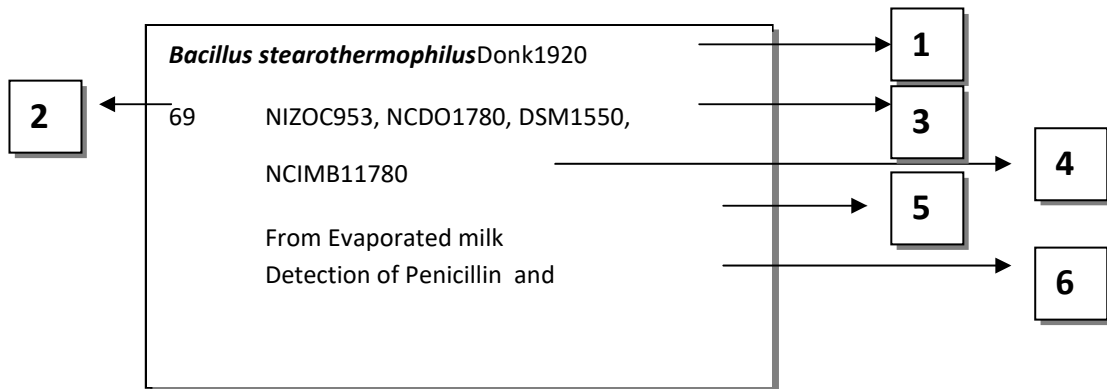 Bacillus stearothermophilusDonk1920
1
2
69 NIZOC953, NCDO1780, DSM1550,
3
NCIMB11780
4
5
From Evaporated milk
Detection of Penicillin and
6